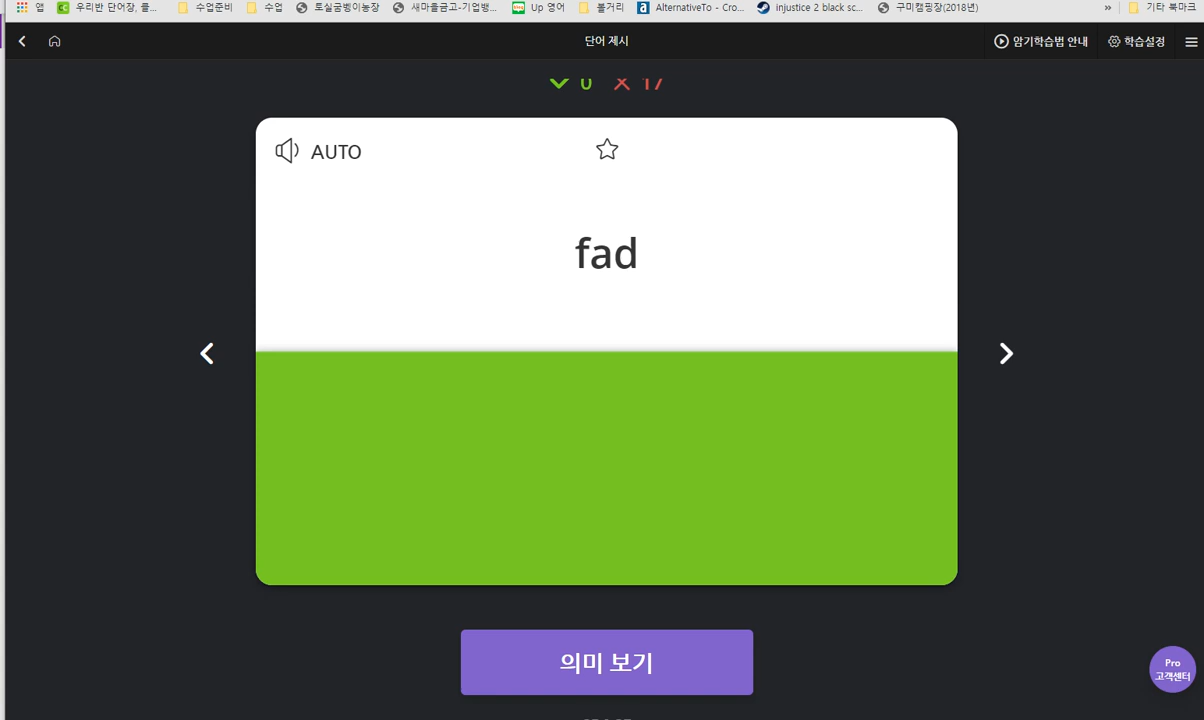 앱 우리반 단어장, 클... 수업준비 수업 토실굼벵이농장 새마을금고-기업뱅... Up 영어 볼거리 AlternativeTo - Cro... injustice 2 black sc... 구미캠핑장(2018년) » 기타 북마크
단어 제시 암기학습법 안내 학습설정
0 17
AUTO
fad
의미 보기
Pro
고객센터